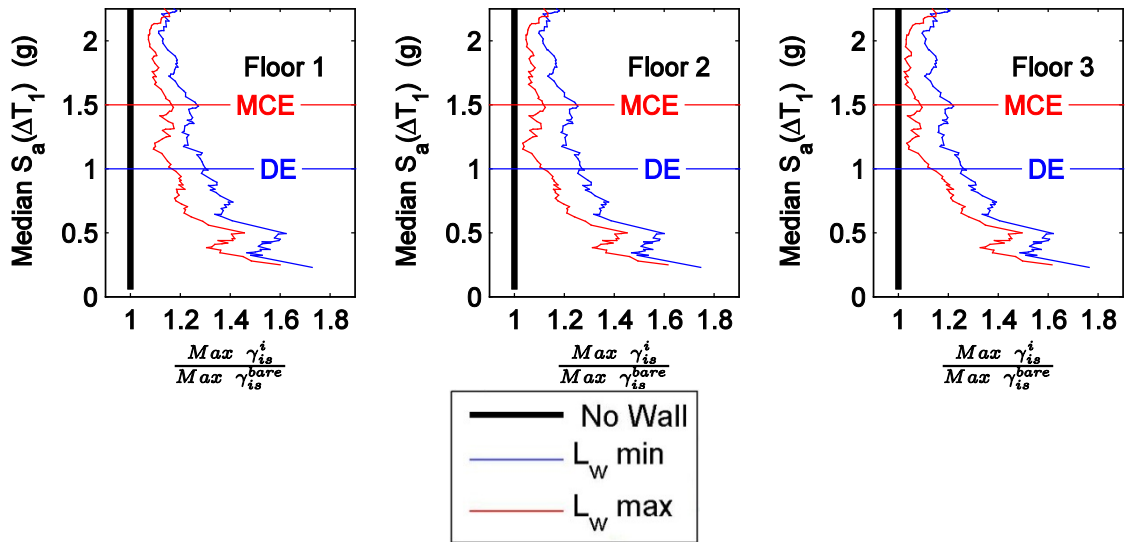 Median S_a(ΔT_1) (g)
2
1.5
1
0.5
0
Floor 1
MCE
DE
1 1.2 1.4 1.6 1.8
Max γ_is^i
Max γ_is^bare
Median S_a(ΔT_1) (g)
2
1.5
1
0.5
0
Floor 2
MCE
DE
1 1.2 1.4 1.6 1.8
Max γ_is^i
Max γ_is^bare
Median S_a(ΔT_1) (g)
2
1.5
1
0.5
0
Floor 3
MCE
DE
1 1.2 1.4 1.6 1.8
Max γ_is^i
Max γ_is^bare
No Wall
L_w min
L_w max